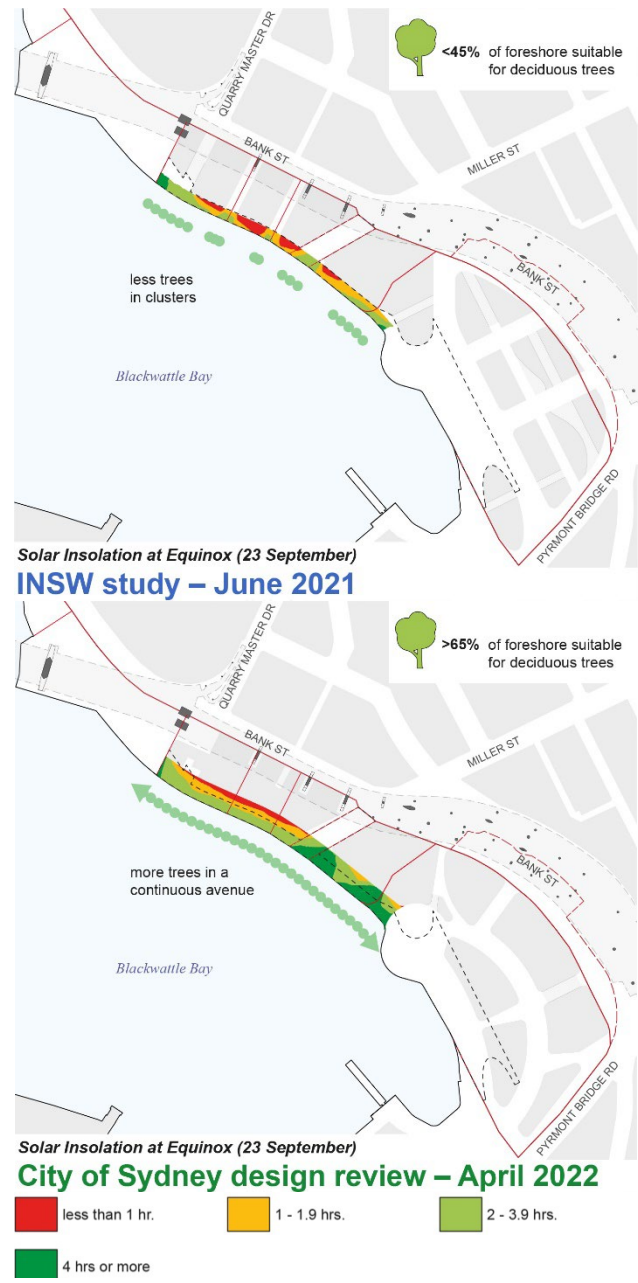 <45% of foreshore suitable
for deciduous trees
QUARRY MASTER DR
BANK ST
MILLER ST
BANK ST
less trees
in clusters
Blackwattle Bay
PYRMONT BRIDGE RD
Solar Insolation at Equinox (23 September)
INSW study – June 2021
>65% of foreshore suitable
for deciduous trees
QUARRY MASTER DR
BANK ST
MILLER ST
BANK ST
more trees in a
continuous avenue
Blackwattle Bay
PYRMONT BRIDGE RD
Solar Insolation at Equinox (23 September)
City of Sydney design review – April 2022
less than 1 hr.
1 - 1.9 hrs.
2 - 3.9 hrs.
4 hrs or more